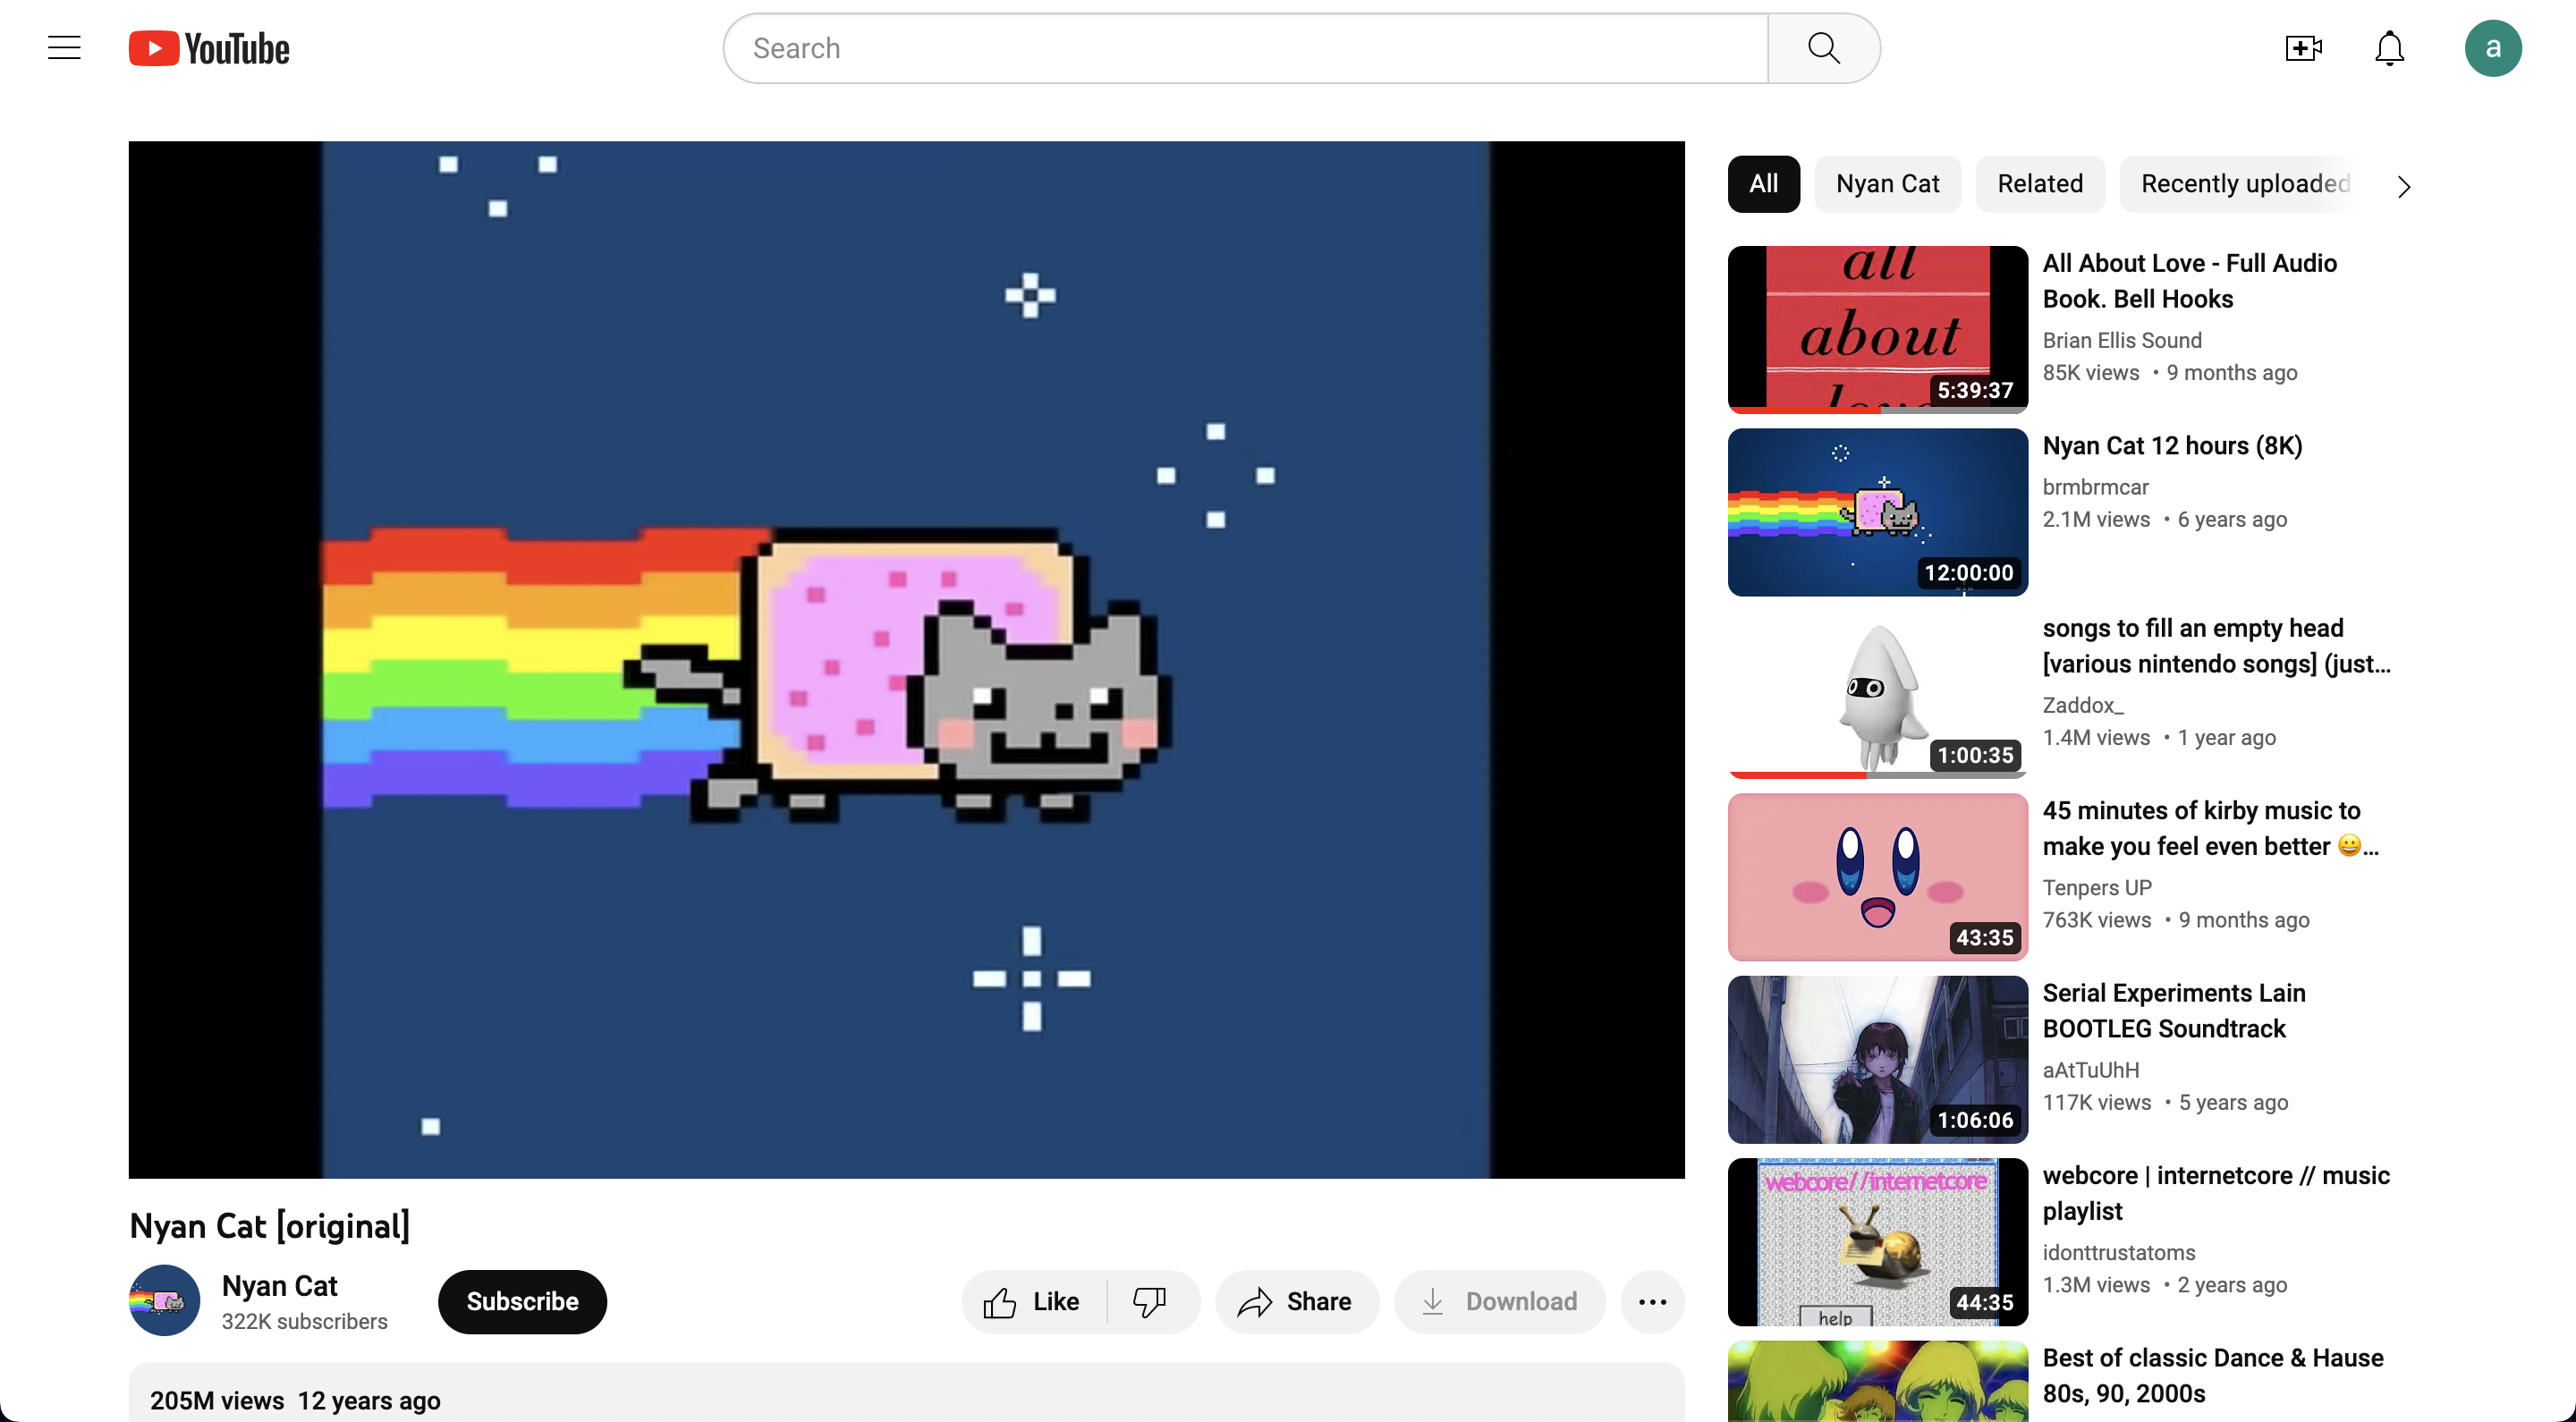 YouTube
Search
a
All
Nyan Cat
Related
Recently uploaded
all
about
love
5:39:37
All About Love - Full Audio
Book. Bell Hooks
Brian Ellis Sound
85K views • 9 months ago
12:00:00
Nyan Cat 12 hours (8K)
brmbrmcar
2.1M views • 6 years ago
1:00:35
songs to fill an empty head
[various nintendo songs] (just...
Zaddox_
1.4M views • 1 year ago
43:35
45 minutes of kirby music to
make you feel even better 😀...
Tenpers UP
763K views • 9 months ago
1:06:06
Serial Experiments Lain
BOOTLEG Soundtrack
aAtTuUhH
117K views • 5 years ago
webcore//internetcore
help
44:35
webcore | internetcore // music
playlist
idonttrustatoms
1.3M views • 2 years ago
Best of classic Dance & Hause
80s, 90, 2000s
Nyan Cat [original]
Nyan Cat
322K subscribers
Subscribe
Like
Share
Download
205M views 12 years ago